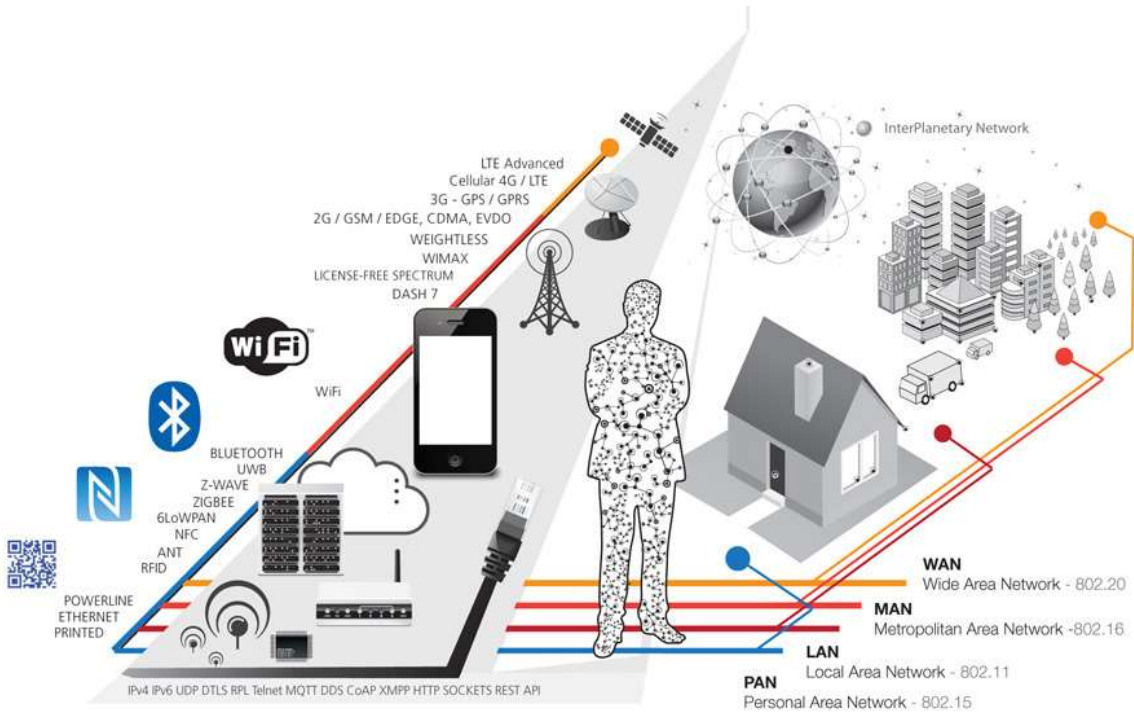 InterPlanetary Network
LTE Advanced
Cellular 4G / LTE
3G - GPS / GPRS
2G / GSM / EDGE, CDMA, EVDO
WEIGHTLESS
WIMAX
LICENSE-FREE SPECTRUM
DASH 7
Wi Fi TM
WiFi
BLUETOOTH
UWB
Z-WAVE
ZIGBEE
6LoWPAN
NFC
ANT
RFID
POWERLINE
ETHERNET
PRINTED
WAN
Wide Area Network - 802.20
MAN
Metropolitan Area Network -802.16
LAN
Local Area Network - 802.11
PAN
Personal Area Network - 802.15
IPv4 IPv6 UDP DTLS RPL Telnet MQTT DDS CoAP XMPP HTTP SOCKETS REST API